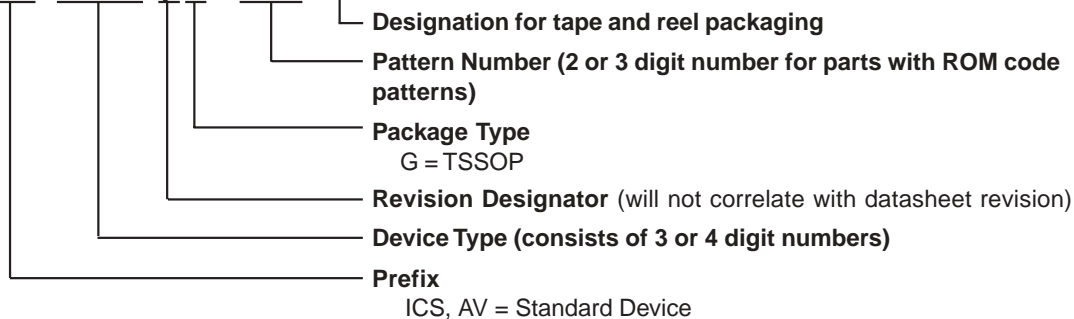 Designation for tape and reel packaging
Pattern Number (2 or 3 digit number for parts with ROM code
patterns)
Package Type
G = TSSOP
Revision Designator (will not correlate with datasheet revision)
Device Type (consists of 3 or 4 digit numbers)
Prefix
ICS, AV = Standard Device